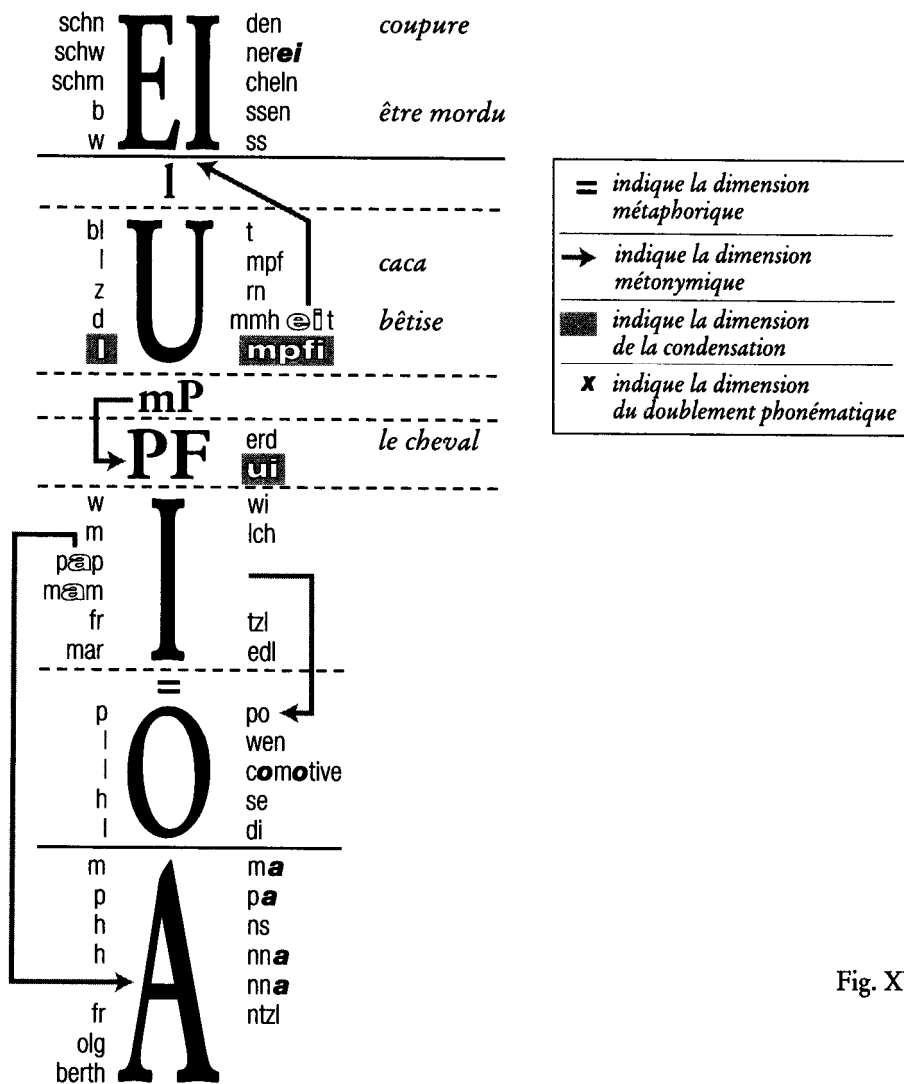 schn den coupure
schw nerei
schm EI cheln
b ssen être mordu
w ss
l
bl t
l mpf caca
z U rn
d mmheit bêtise
l mpfi
mP
PF erd le cheval
ui
w wi
m lch
pap I
mam
fr tzl
mar edl
=
p po
l wen
l O comotive
h se
l di
m ma
p pa
h ns
h A nna
nna
fr ntzl
olg
berth
= indique la dimension
métaphorique
→ indique la dimension
métonymique
indique la dimension
de la condensation
x indique la dimension
du doublement phonématique
Fig. X